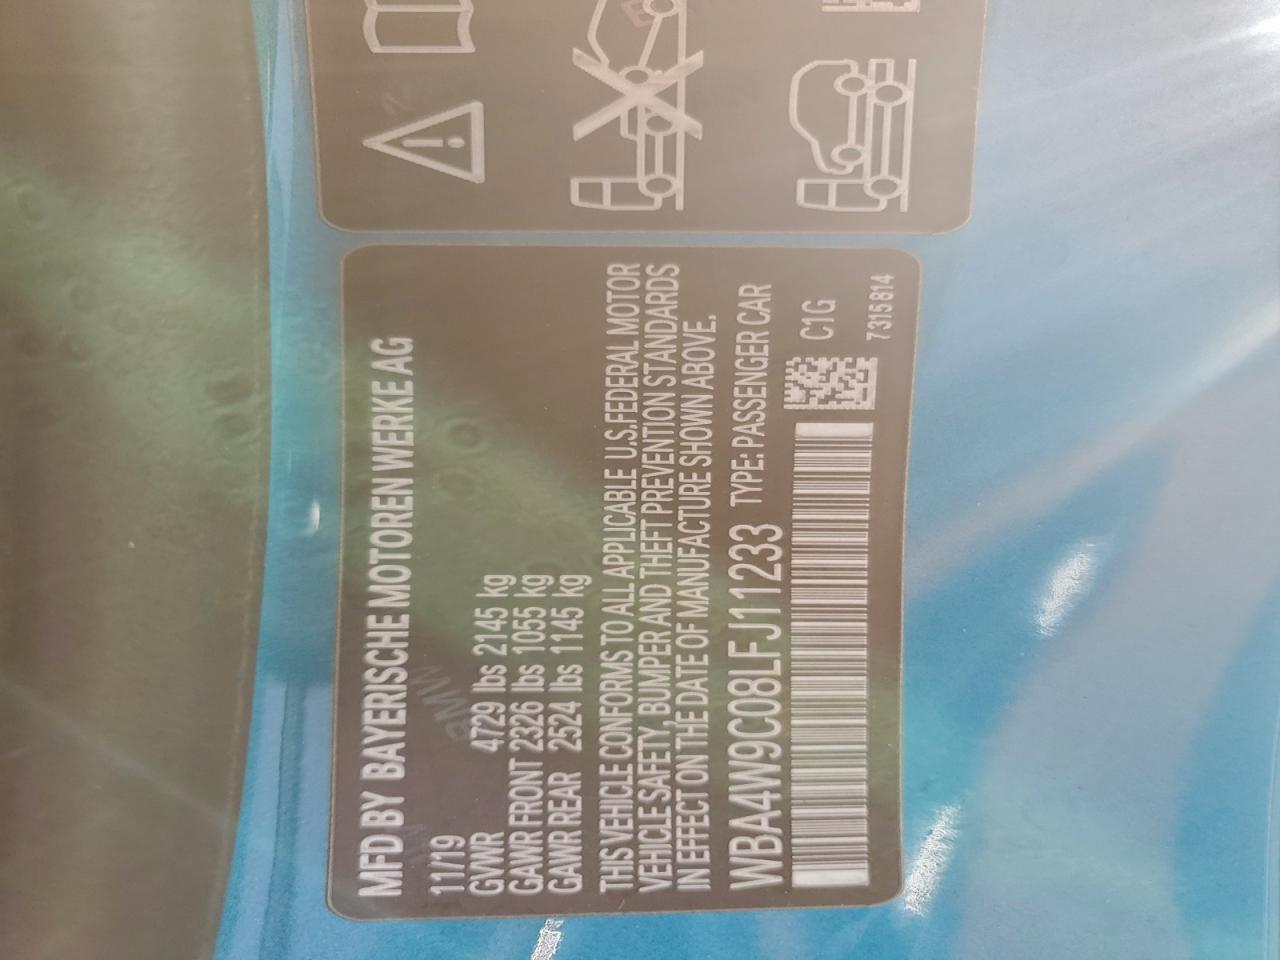 MFD BY BAYERISCHE MOTOREN WERKE AG
11/19
GVWR 4729 lbs 2145 kg
GAWR FRONT 2326 lbs 1055 kg
GAWR REAR 2524 lbs 1145 kg
THIS VEHICLE CONFORMS TO ALL APPLICABLE U.S.FEDERAL MOTOR
VEHICLE SAFETY, BUMPER AND THEFT PREVENTION STANDARDS
IN EFFECT ON THE DATE OF MANUFACTURE SHOWN ABOVE.
WBA4W9C08LFJ11233 TYPE: PASSENGER CAR
C1G
7315814